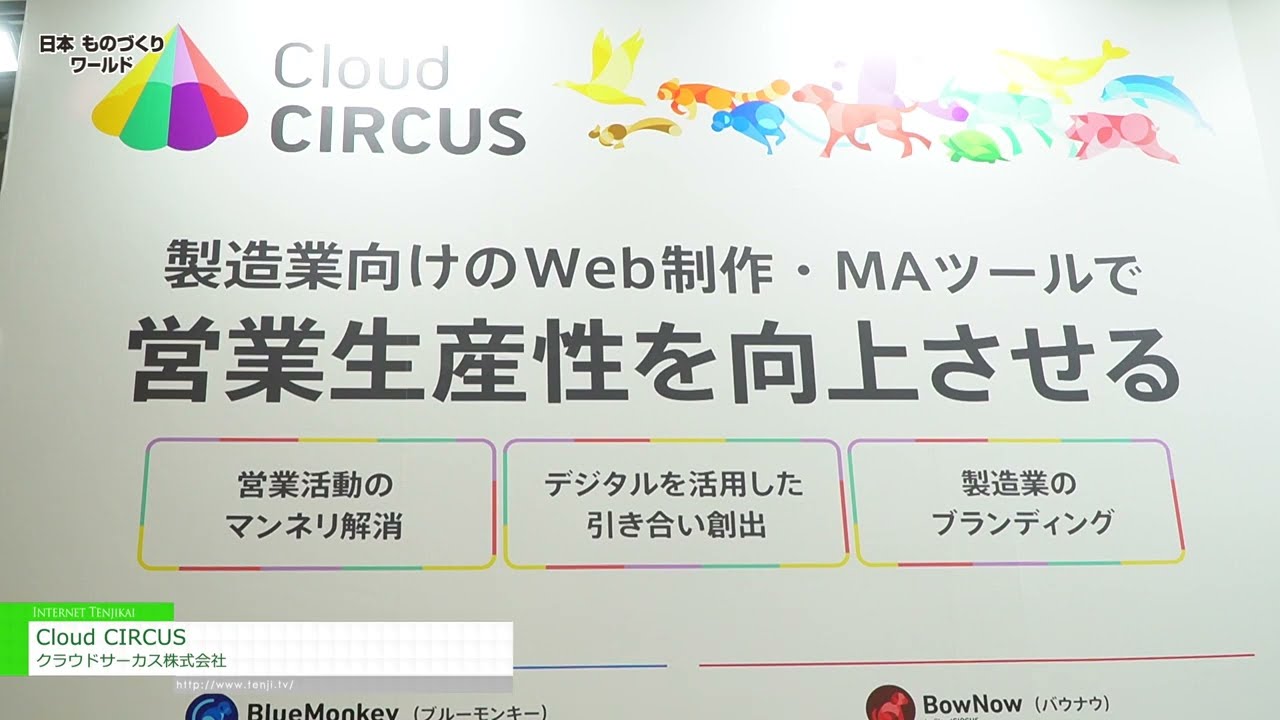 日本 ものづくり
ワールド
Cloud
CIRCUS
製造業向けのWeb制作・MAツールで
営業生産性を向上させる
営業活動の
マンネリ解消
デジタルを活用した
引き合い創出
製造業の
ブランディング
INTERNET TENJIKAI
Cloud CIRCUS
クラウドサーカス株式会社
http://www.tenji.tv/
BlueMonkey（ブルーモンキー）
BowNow（バウナウ）